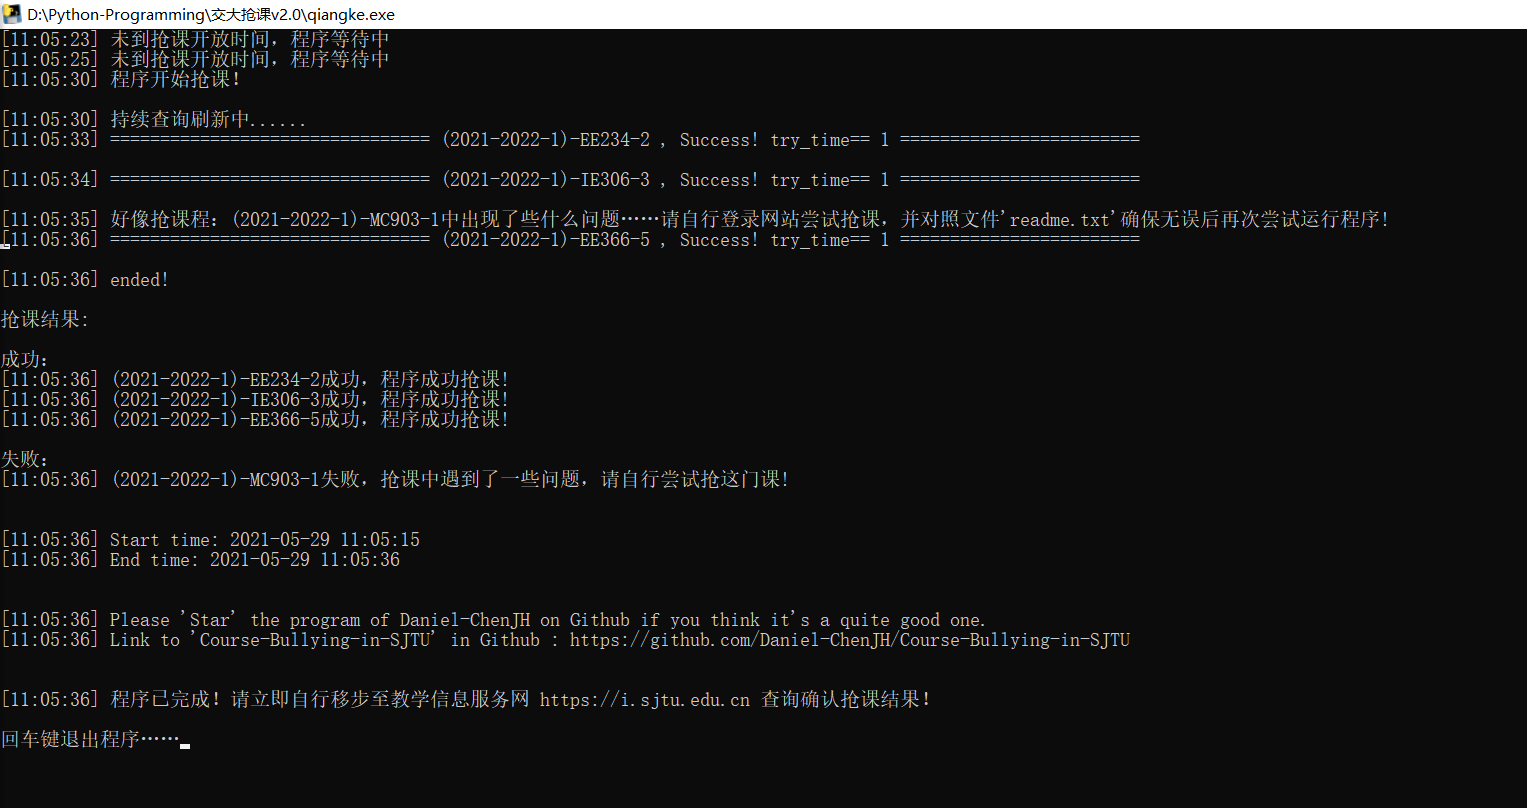 D:\Python-Programming\交大抢课v2.0\qiangke.exe
[11:05:23] 未到抢课开放时间，程序等待中
[11:05:25] 未到抢课开放时间，程序等待中
[11:05:30] 程序开始抢课！
[11:05:30] 持续查询刷新中......
[11:05:33] ================================ (2021-2022-1)-EE234-2 , Success! try_time== 1 ========================
[11:05:34] ================================ (2021-2022-1)-IE306-3 , Success! try_time== 1 ========================
[11:05:35] 好像抢课程：(2021-2022-1)-MC903-1中出现了些什么问题……请自行登录网站尝试抢课，并对照文件'readme.txt'确保无误后再次尝试运行程序！
[11:05:36] ================================ (2021-2022-1)-EE366-5 , Success! try_time== 1 ========================
[11:05:36] ended!
抢课结果：
成功：
[11:05:36] (2021-2022-1)-EE234-2成功，程序成功抢课！
[11:05:36] (2021-2022-1)-IE306-3成功，程序成功抢课！
[11:05:36] (2021-2022-1)-EE366-5成功，程序成功抢课！
失败：
[11:05:36] (2021-2022-1)-MC903-1失败，抢课中遇到了一些问题，请自行尝试抢这门课！
[11:05:36] Start time: 2021-05-29 11:05:15
[11:05:36] End time: 2021-05-29 11:05:36
[11:05:36] Please 'Star' the program of Daniel-ChenJH on Github if you think it's a quite good one.
[11:05:36] Link to 'Course-Bullying-in-SJTU' in Github : https://github.com/Daniel-ChenJH/Course-Bullying-in-SJTU
[11:05:36] 程序已完成！请立即自行移步至教学信息服务网 https://i.sjtu.edu.cn 查询确认抢课结果！
回车键退出程序……